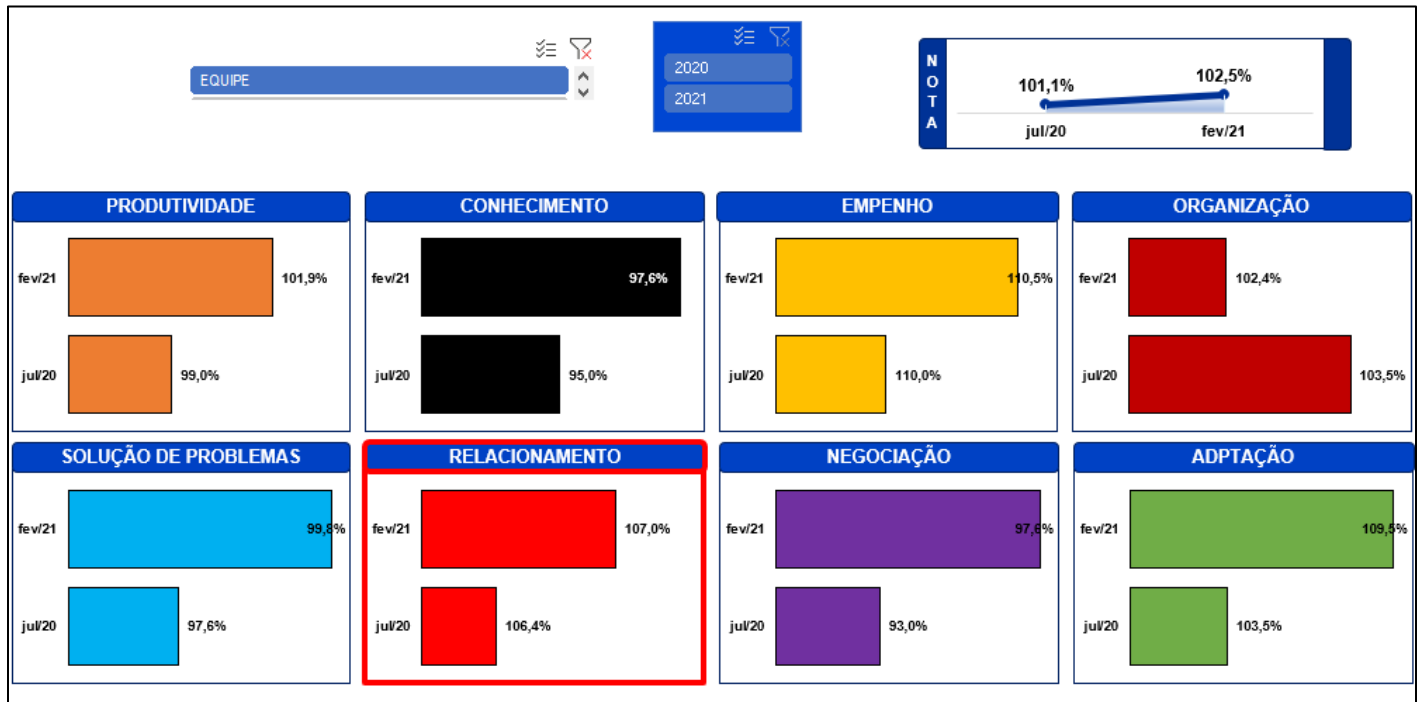 EQUIPE
2020
2021
NOTA
101,1%
102,5%
jul/20
fev/21
PRODUTIVIDADE
fev/21
101,9%
jul/20
99,0%
CONHECIMENTO
fev/21
97,6%
jul/20
95,0%
EMPENHO
fev/21
110,5%
jul/20
110,0%
ORGANIZAÇÃO
fev/21
102,4%
jul/20
103,5%
SOLUÇÃO DE PROBLEMAS
fev/21
99,8%
jul/20
97,6%
RELACIONAMENTO
fev/21
107,0%
jul/20
106,4%
NEGOCIAÇÃO
fev/21
97,6%
jul/20
93,0%
ADPTAÇÃO
fev/21
109,5%
jul/20
103,5%